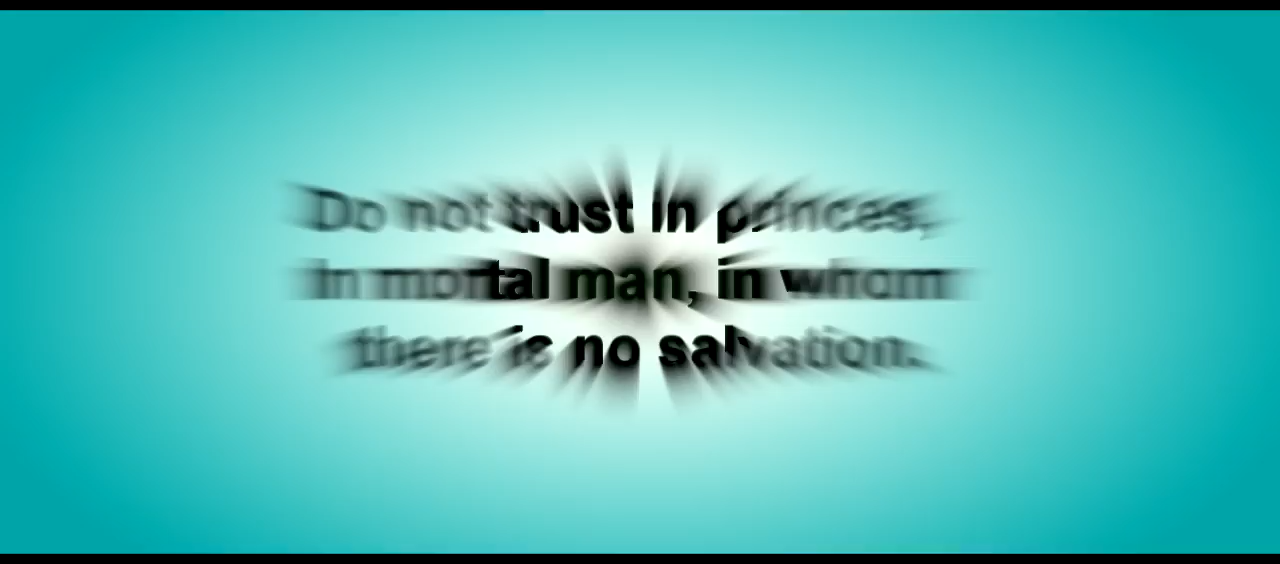 Do not trust in princes,
In mortal man, in whom
there is no salvation.